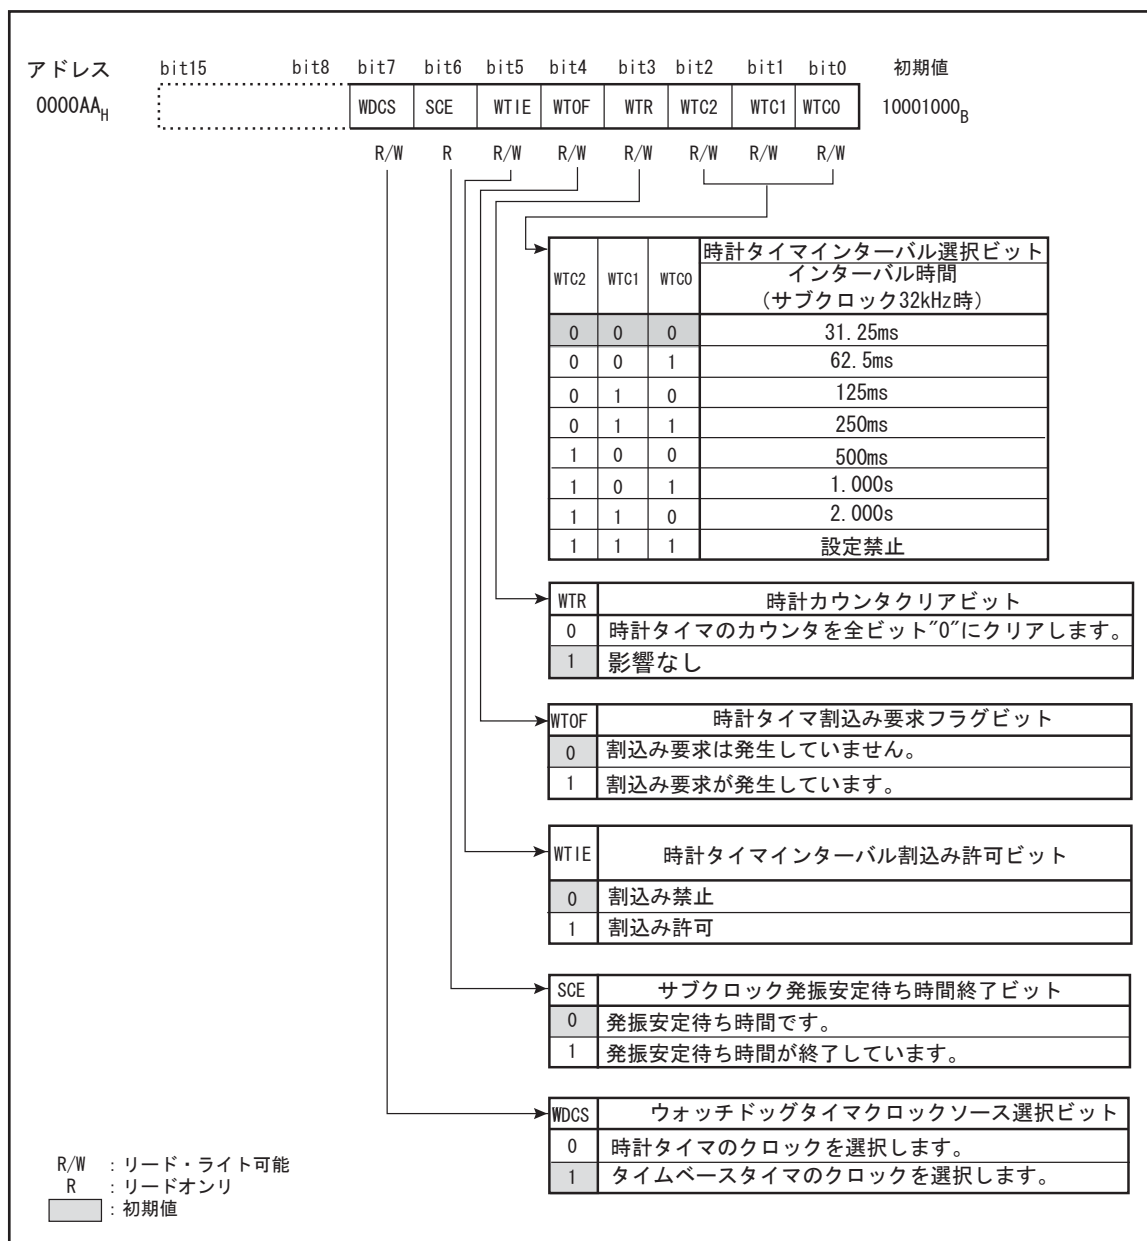 アドレス bit15 bit8 bit7 bit6 bit5 bit4 bit3 bit2 bit1 bit0 初期値
0000AAH WDCS SCE WTIE WTOF WTR WTC2 WTC1 WTC0 10001000B
R/W R R/W R/W R/W R/W R/W R/W
時計タイマインターバル選択ビット
WTC2 WTC1 WTC0 インターバル時間
(サブクロック32kHz時)
0 0 0 31.25ms
0 0 1 62.5ms
0 1 0 125ms
0 1 1 250ms
1 0 0 500ms
1 0 1 1.000s
1 1 0 2.000s
1 1 1 設定禁止
WTR 時計カウンタクリアビット
0 時計タイマのカウンタを全ビット"0"にクリアします。
1 影響なし
WTOF 時計タイマ割込み要求フラグビット
0 割込み要求は発生していません。
1 割込み要求が発生しています。
WTIE 時計タイマインターバル割込み許可ビット
0 割込み禁止
1 割込み許可
SCE サブクロック発振安定待ち時間終了ビット
0 発振安定待ち時間です。
1 発振安定待ち時間が終了しています。
WDCS ウォッチドッグタイマクロックソース選択ビット
0 時計タイマのクロックを選択します。
1 タイムベースタイマのクロックを選択します。
R/W :リード・ライト可能
R :リードオンリ
:初期値